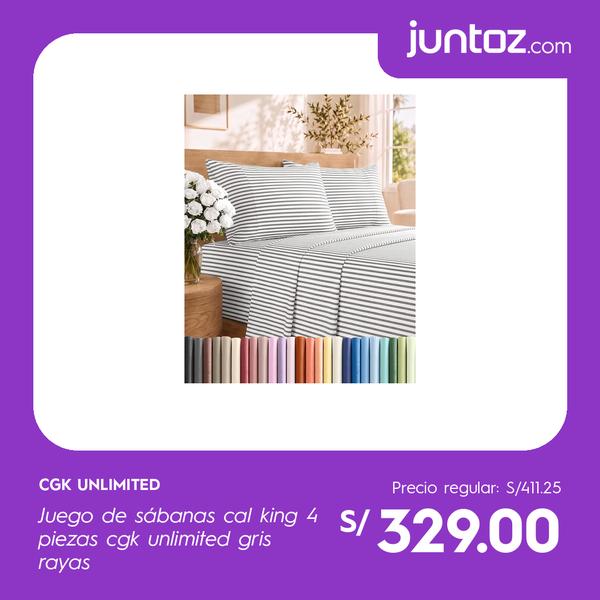 juntoz.com
CGK UNLIMITED
Juego de sábanas cal king 4
piezas cgk unlimited gris
rayas
Precio regular: S/411.25
S/ 329.00